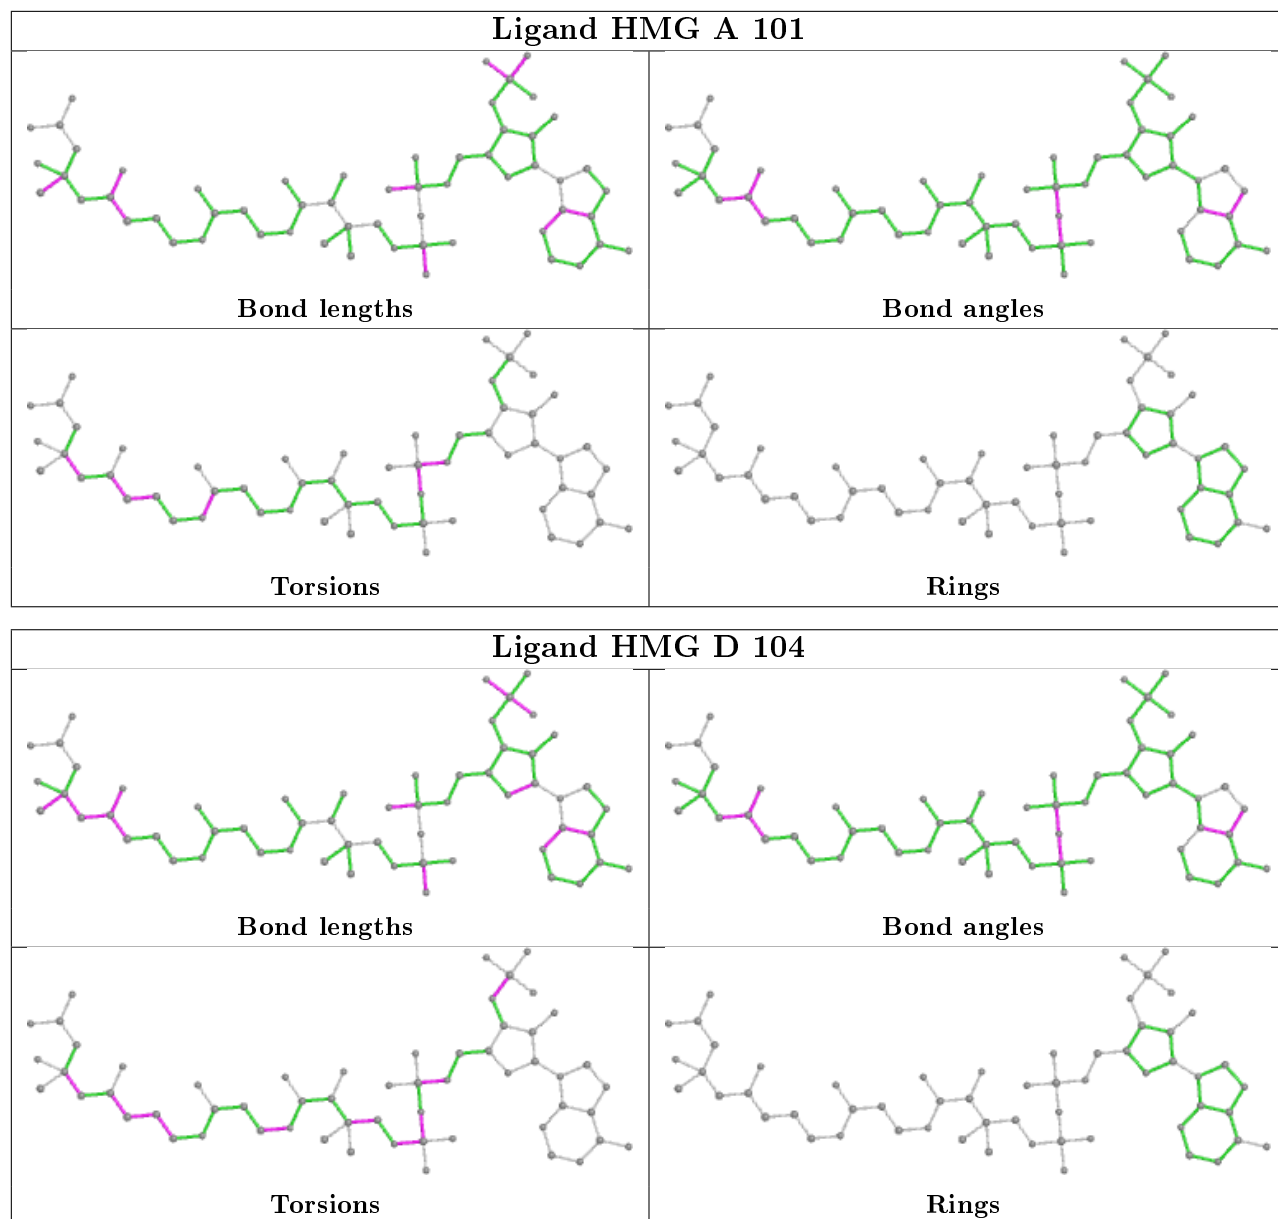 Ligand HMG A 101
Bond lengths
Bond angles
Torsions
Rings
Ligand HMG D 104
Bond lengths
Bond angles
Torsions
Rings